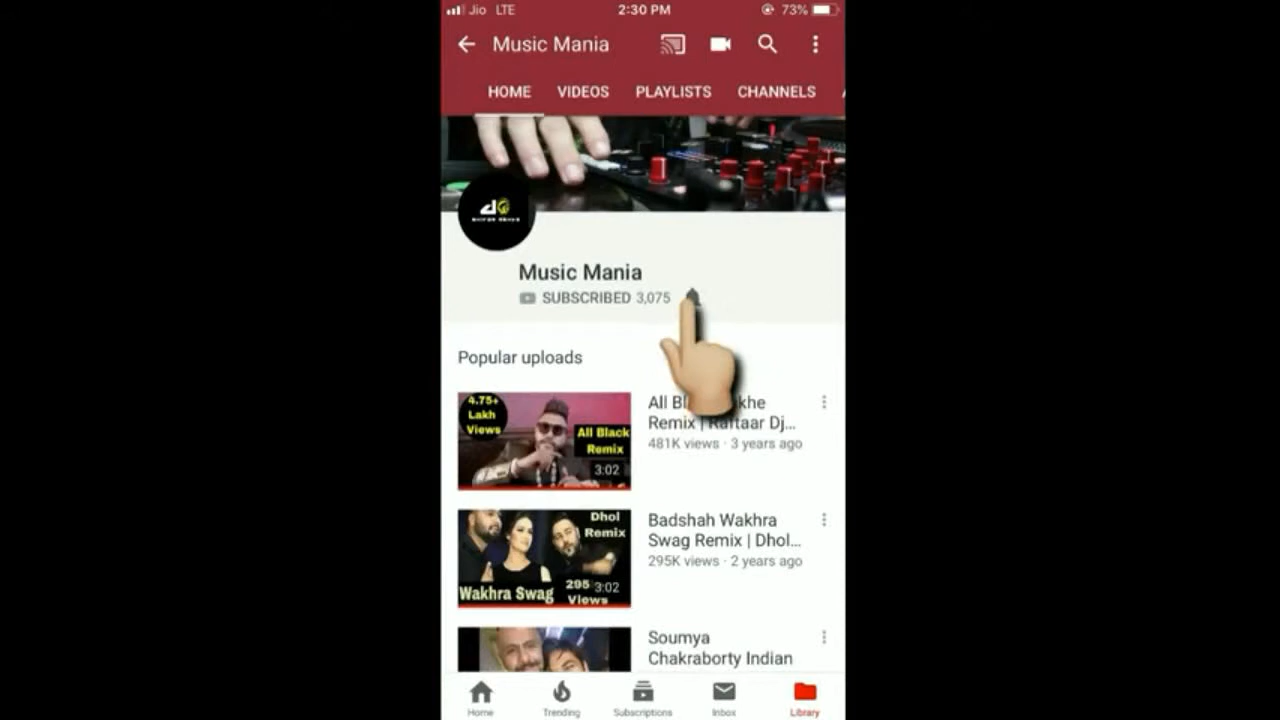 Jio LTE 2:30 PM 73%
Music Mania
HOME VIDEOS PLAYLISTS CHANNELS
Music Mania
SUBSCRIBED 3,075
Popular uploads
4.75+
Lakh
Views
All Black
Remix
3:02
Remix | Raftaar Dj...
481K views · 3 years ago
Dhol
Remix
Wakhra Swag
295
Views
3:02
Badshah Wakhra
Swag Remix | Dhol...
295K views · 2 years ago
Soumya
Chakraborty Indian
Home Trending Subscriptions Inbox Library